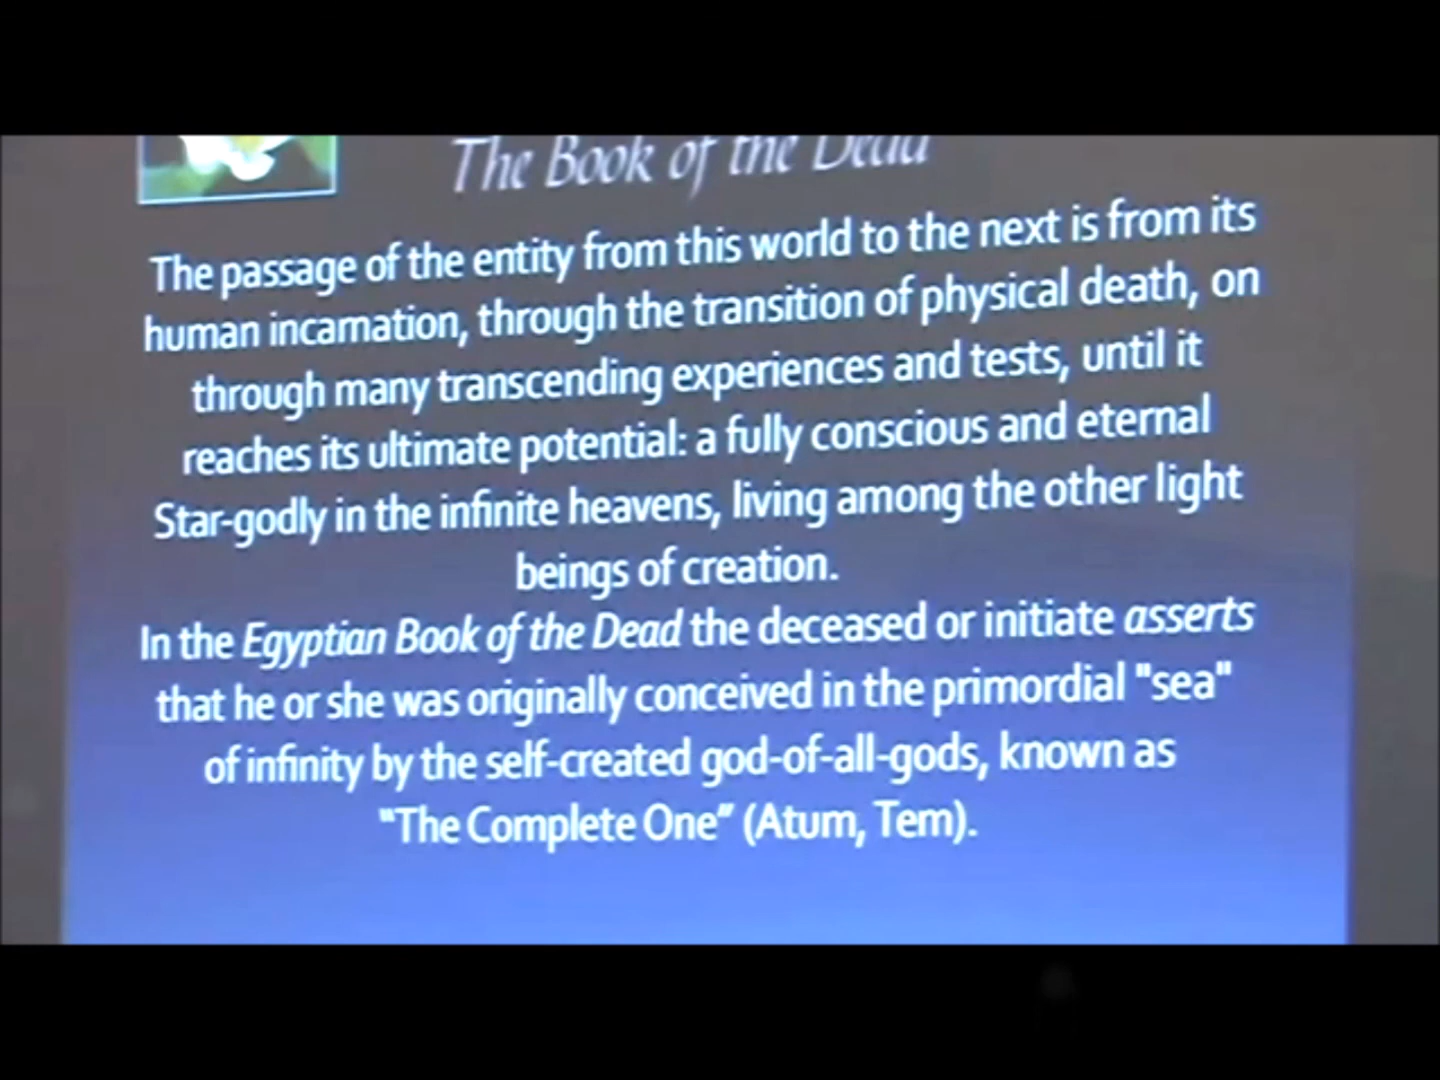 The Book of the Dead
The passage of the entity from this world to the next is from its
human incarnation, through the transition of physical death, on
through many transcending experiences and tests, until it
reaches its ultimate potential: a fully conscious and eternal
Star-godly in the infinite heavens, living among the other light
beings of creation.
In the Egyptian Book of the Dead the deceased or initiate asserts
that he or she was originally conceived in the primordial "sea"
of infinity by the self-created god-of-all-gods, known as
"The Complete One" (Atum, Tem).